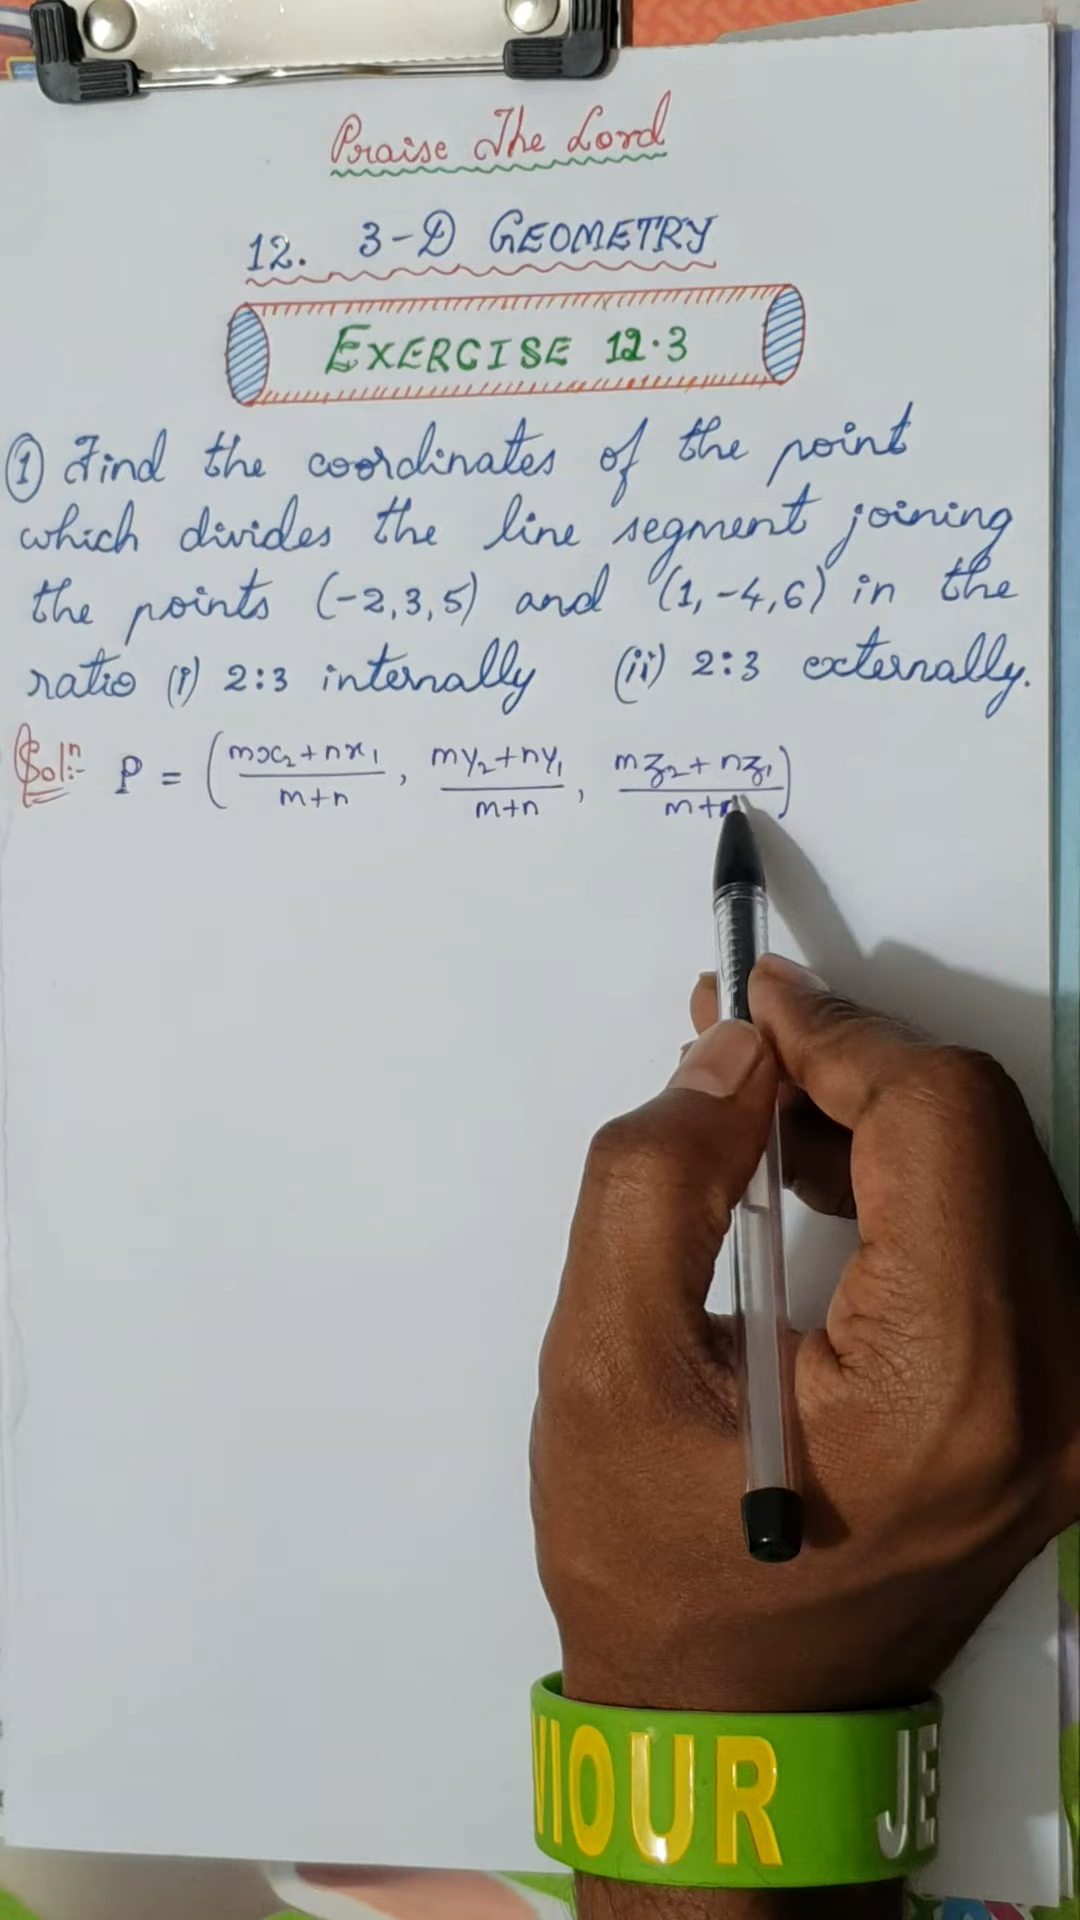 Praise The Lord
12. 3-D GEOMETRY
EXERCISE 12.3
① Find the coordinates of the point
which divides the line segment joining
the points (-2,3,5) and (1,-4,6) in the
ratio (i) 2:3 internally (ii) 2:3 externally.
Solⁿ:- P = ( mx₂+nx₁ / m+n , my₂+ny₁ / m+n , mz₂+nz₁ / m+n )
VIOUR JE